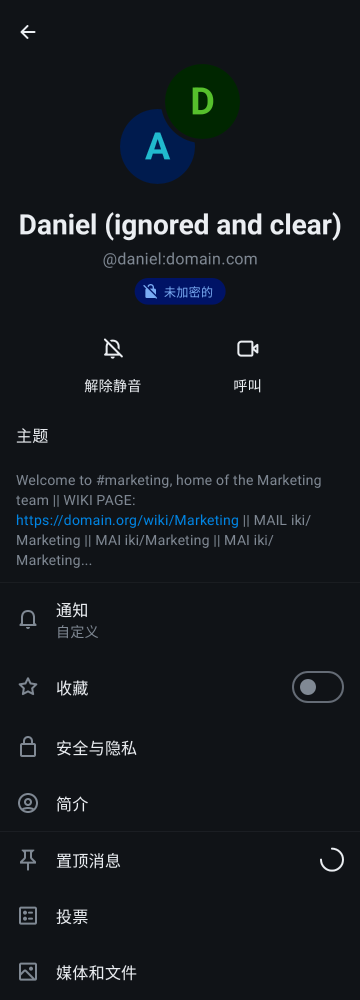 D
A
Daniel (ignored and clear)
@daniel:domain.com
未加密的
解除静音
呼叫
主题
Welcome to #marketing, home of the Marketing
team || WIKI PAGE:
https://domain.org/wiki/Marketing || MAIL iki/
Marketing || MAI iki/Marketing || MAI iki/
Marketing...
通知
自定义
收藏
安全与隐私
简介
置顶消息
投票
媒体和文件